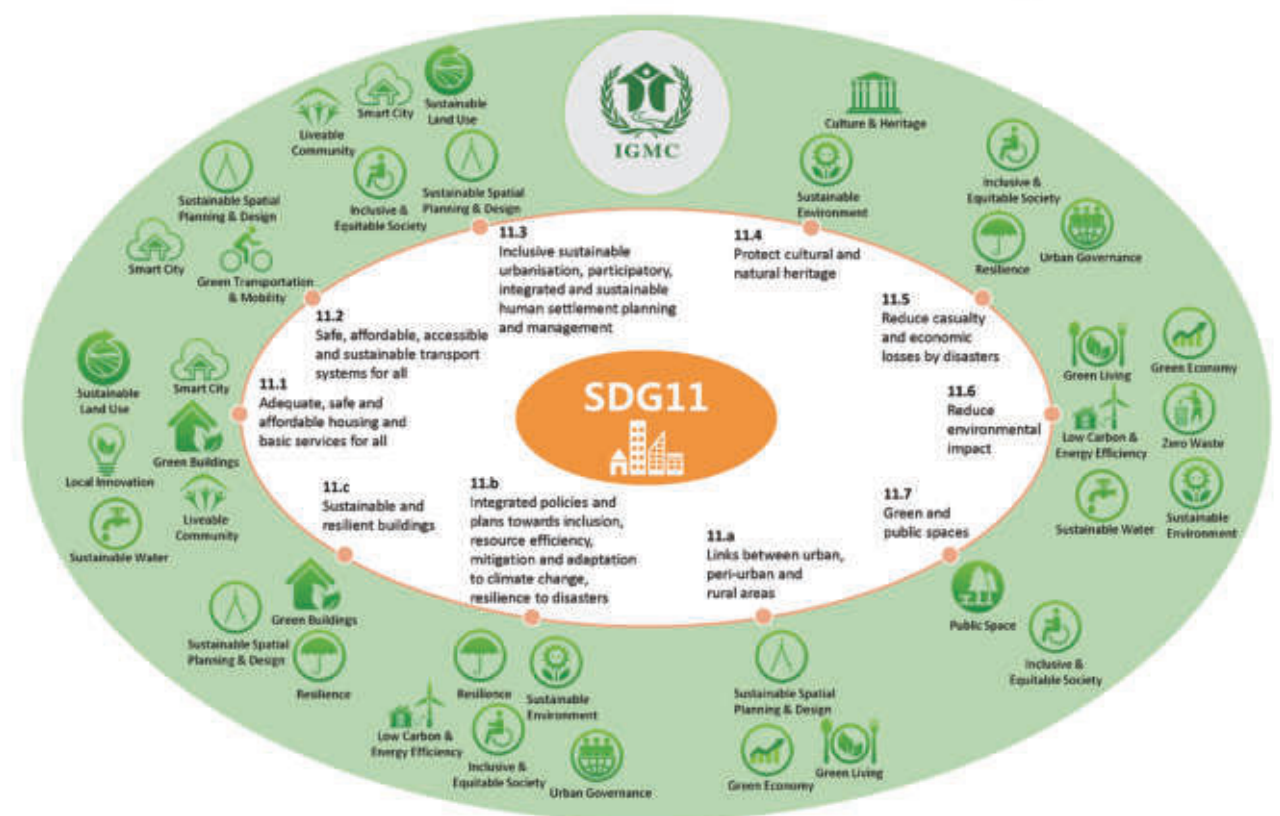 IGMC
SDG11
11.1
Adequate, safe and
affordable housing and
basic services for all
Sustainable
Land Use
Smart City
Green Buildings
Local Innovation
Liveable
Community
Sustainable Water
11.2
Safe, affordable, accessible
and sustainable transport
systems for all
Sustainable Spatial
Planning & Design
Smart City
Green Transportation
& Mobility
11.3
Inclusive sustainable
urbanisation, participatory,
integrated and sustainable
human settlement planning
and management
Liveable
Community
Smart City
Sustainable
Land Use
Inclusive &
Equitable Society
Sustainable Spatial
Planning & Design
11.4
Protect cultural and
natural heritage
Culture & Heritage
Sustainable
Environment
11.5
Reduce casualty
and economic
losses by disasters
Inclusive &
Equitable Society
Resilience
Urban Governance
11.6
Reduce
environmental
impact
Green Living
Green Economy
Low Carbon &
Energy Efficiency
Zero Waste
Sustainable Water
Sustainable
Environment
11.7
Green and
public spaces
Public Space
Inclusive &
Equitable Society
11.a
Links between urban,
peri-urban and
rural areas
Sustainable Spatial
Planning & Design
Green Economy
Green Living
11.b
Integrated policies and
plans towards inclusion,
resource efficiency,
mitigation and adaptation
to climate change,
resilience to disasters
Resilience
Sustainable
Environment
Low Carbon &
Energy Efficiency
Inclusive &
Equitable Society
Urban Governance
11.c
Sustainable and
resilient buildings
Green Buildings
Sustainable Spatial
Planning & Design
Resilience